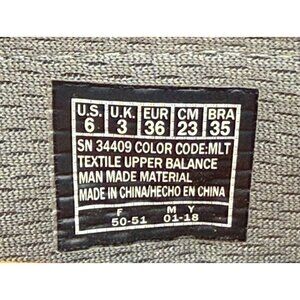 U.S. U.K. EUR CM BRA
6 3 36 23 35
SN 34409 COLOR CODE:MLT
TEXTILE UPPER BALANCE
MAN MADE MATERIAL
MADE IN CHINA/HECHO EN CHINA
F M Y
50-51 01-18